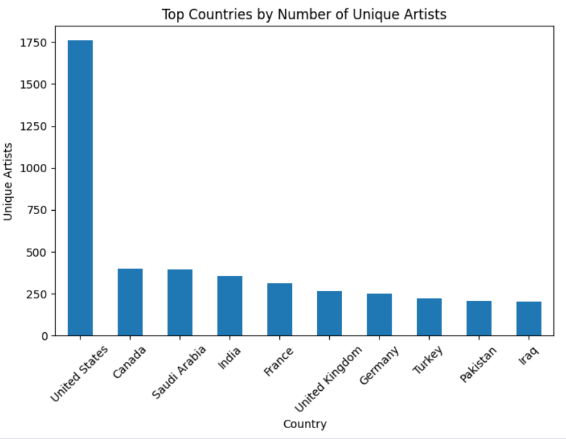 Top Countries by Number of Unique Artists
Unique Artists
1750
1500
1250
1000
750
500
250
0
United States
Canada
Saudi Arabia
India
France
United Kingdom
Germany
Turkey
Pakistan
Iraq
Country